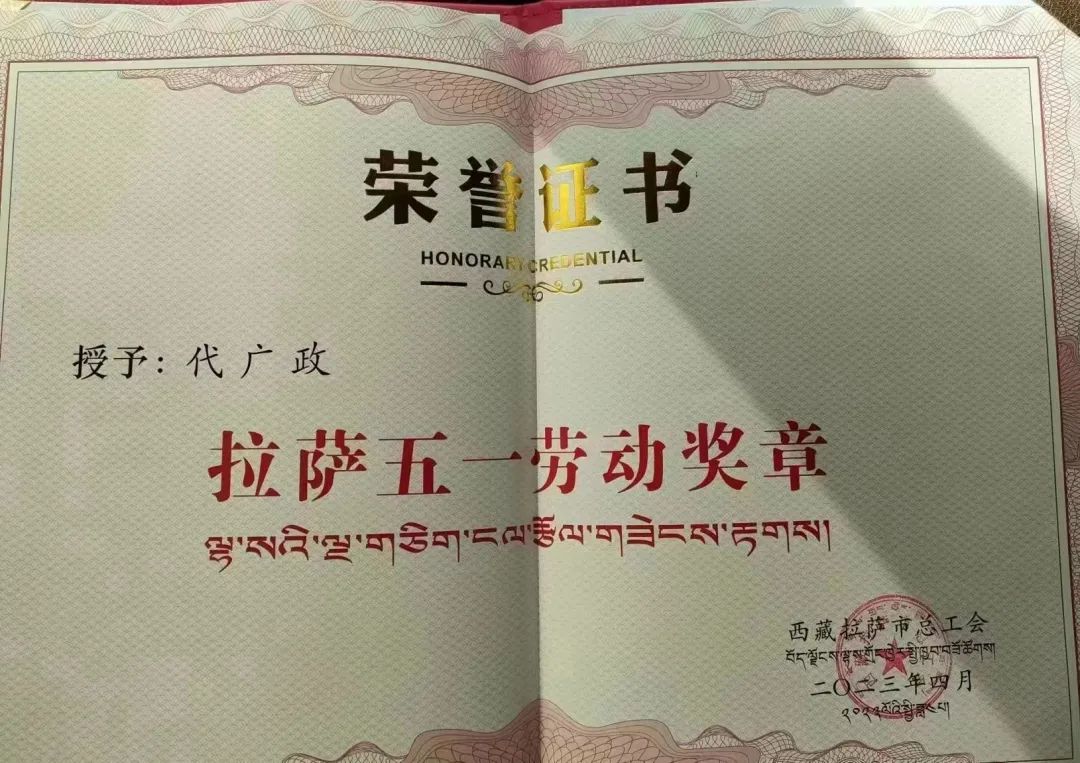 荣誉证书
HONORARY CREDENTIAL
授予：代广政
拉萨五一劳动奖章
ལྷ་སའི་ལྔ་གཅིག་ངལ་རྩོལ་གཟེངས་རྟགས།
西藏拉萨市总工会
二〇二三年四月